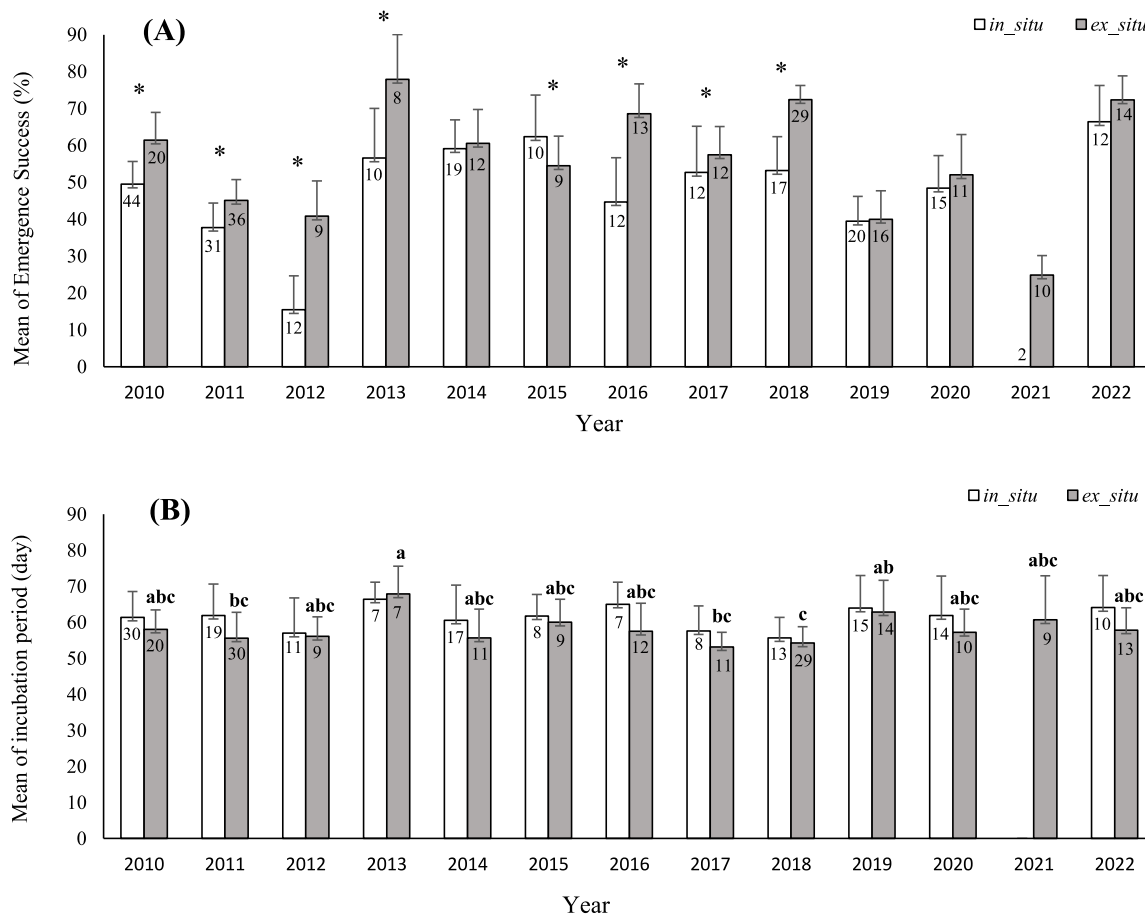 (A)
in_situ ex_situ
Mean of Emergence Success (%)
90
80
70
60
50
40
30
20
10
0
* * * * * * * *
44 20 31 36 12 9 10 8 19 12 10 9 12 13 12 12 17 29 20 16 15 11 2 10 12 14
2010 2011 2012 2013 2014 2015 2016 2017 2018 2019 2020 2021 2022
Year
(B)
in_situ ex_situ
Mean of incubation period (day)
90
80
70
60
50
40
30
20
10
0
abc bc abc a abc abc abc bc c ab abc abc abc
30 20 19 30 11 9 7 7 17 11 8 9 7 12 8 11 13 29 15 14 14 10 9 10 13
2010 2011 2012 2013 2014 2015 2016 2017 2018 2019 2020 2021 2022
Year